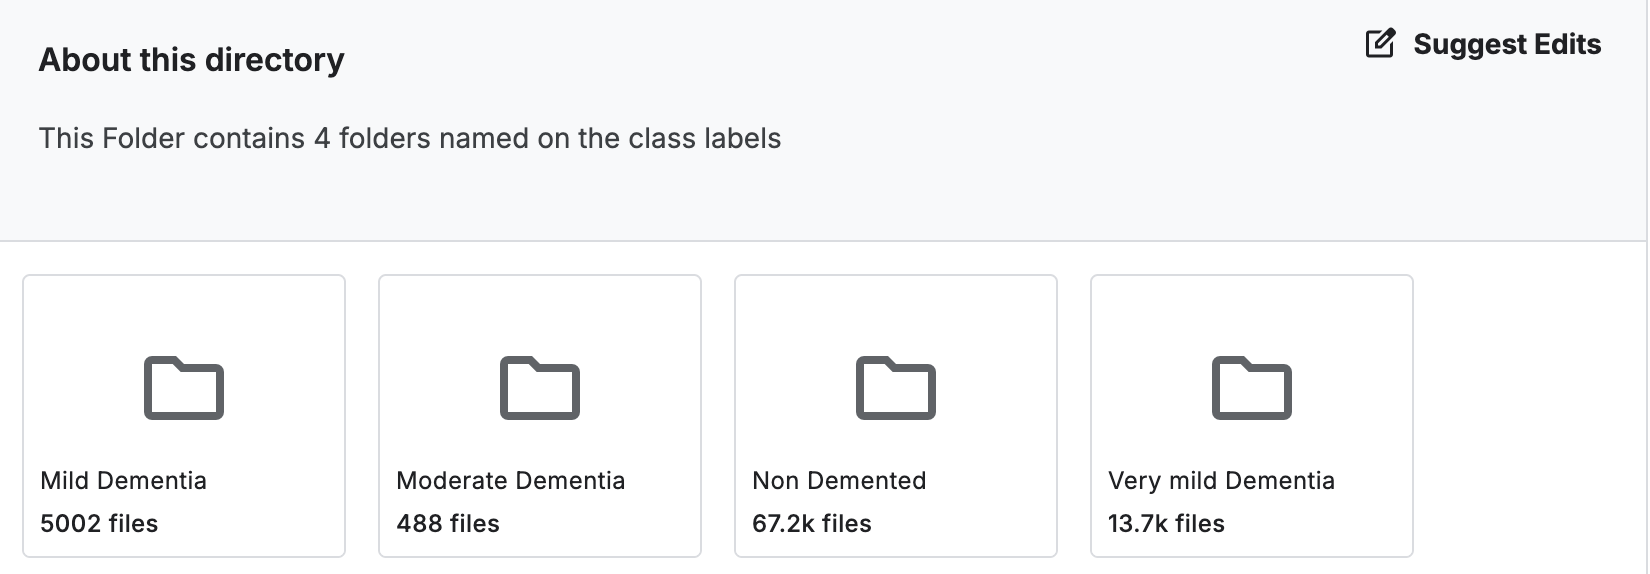 About this directory
Suggest Edits
This Folder contains 4 folders named on the class labels
Mild Dementia
5002 files
Moderate Dementia
488 files
Non Demented
67.2k files
Very mild Dementia
13.7k files